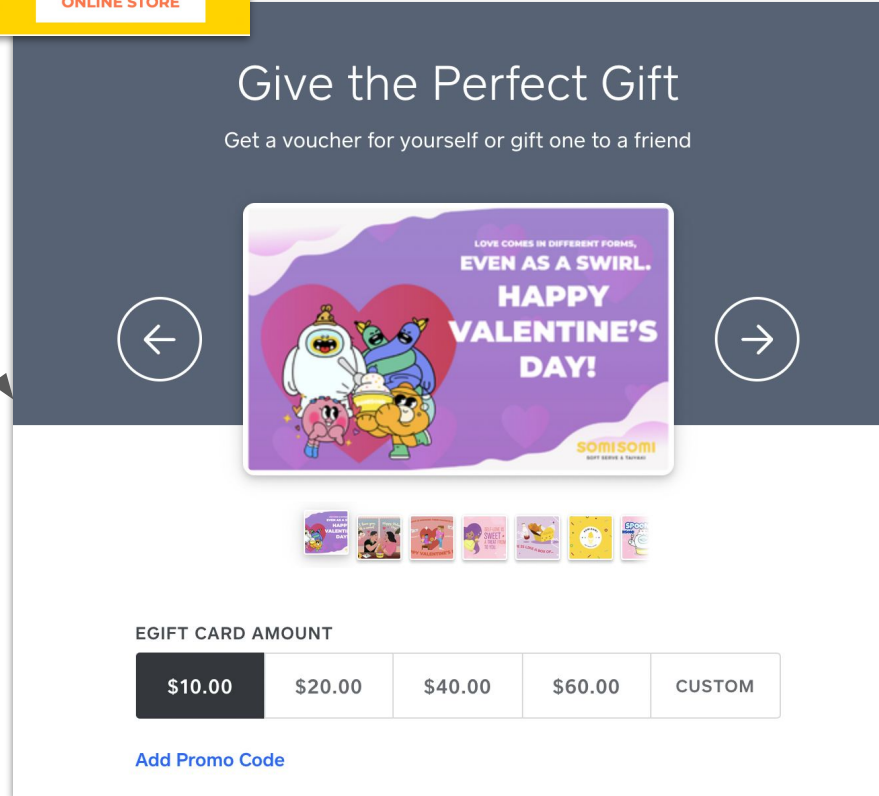 ONLINE STORE
Give the Perfect Gift
Get a voucher for yourself or gift one to a friend
LOVE COMES IN DIFFERENT FORMS,
EVEN AS A SWIRL.
HAPPY
VALENTINE'S
DAY!
SOMISOMI
SOFT SERVE & TAIYAKI
EGIFT CARD AMOUNT
$10.00
$20.00
$40.00
$60.00
CUSTOM
Add Promo Code